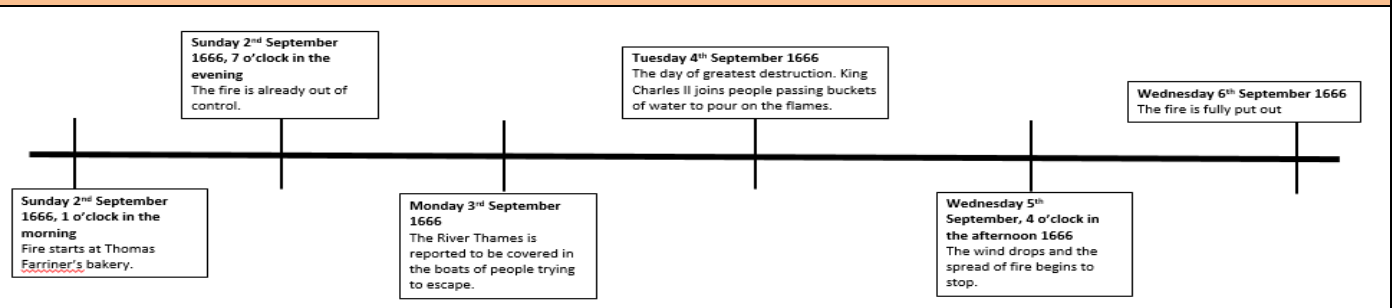 Sunday 2nd September
1666, 1 o'clock in the
morning
Fire starts at Thomas
Farriner's bakery.
Sunday 2nd September
1666, 7 o'clock in the
evening
The fire is already out of
control.
Monday 3rd September
1666
The River Thames is
reported to be covered in
the boats of people trying
to escape.
Tuesday 4th September 1666
The day of greatest destruction. King
Charles II joins people passing buckets
of water to pour on the flames.
Wednesday 5th
September, 4 o'clock in
the afternoon 1666
The wind drops and the
spread of fire begins to
stop.
Wednesday 6th September 1666
The fire is fully put out